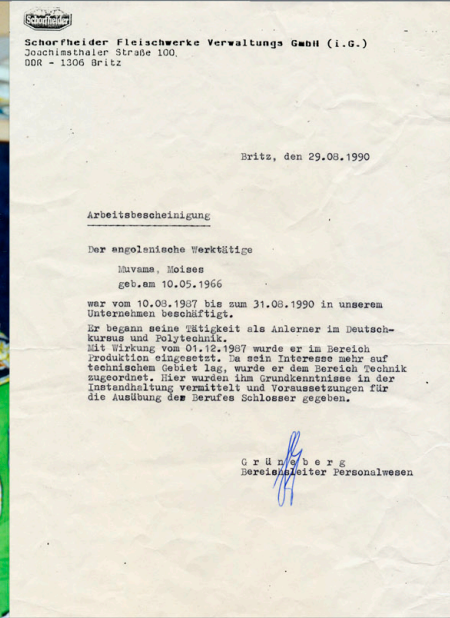 Schorfheider
Schorfheider Fleischwerke Verwaltungs GmbH (i.G.)
Joachimsthaler Straße 100,
DDR - 1306 Britz
Britz, den 29.08.1990
Arbeitsbescheinigung
Der angolanische Werktätige
Muvama, Moises
geb.am 10.05.1966
war vom 10.08.1987 bis zum 31.08.1990 in unserem
Unternehmen beschäftigt.
Er begann seine Tätigkeit als Anlerner im Deutsch-
kursus und Polytechnik.
Mit Wirkung vom 01.12.1987 wurde er im Bereich
Produktion eingesetzt. Da sein Interesse mehr auf
technischem Gebiet lag, wurde er dem Bereich Technik
zugeordnet. Hier wurden ihm Grundkenntnisse in der
Instandhaltung vermittelt und Voraussetzungen für
die Ausübung des Berufes Schlosser gegeben.
G r ü n e b e r g
Bereichsleiter Personalwesen